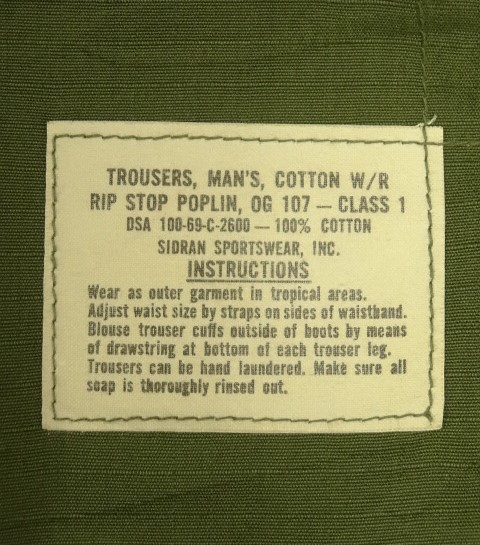 TROUSERS, MAN'S, COTTON W/R
RIP STOP POPLIN, OG 107 — CLASS 1
DSA 100-69-C-2600 — 100% COTTON
SIDRAN SPORTSWEAR, INC.
INSTRUCTIONS
Wear as outer garment in tropical areas.
Adjust waist size by straps on sides of waistband.
Blouse trouser cuffs outside of boots by means
of drawstring at bottom of each trouser leg.
Trousers can be hand laundered. Make sure all
soap is thoroughly rinsed out.